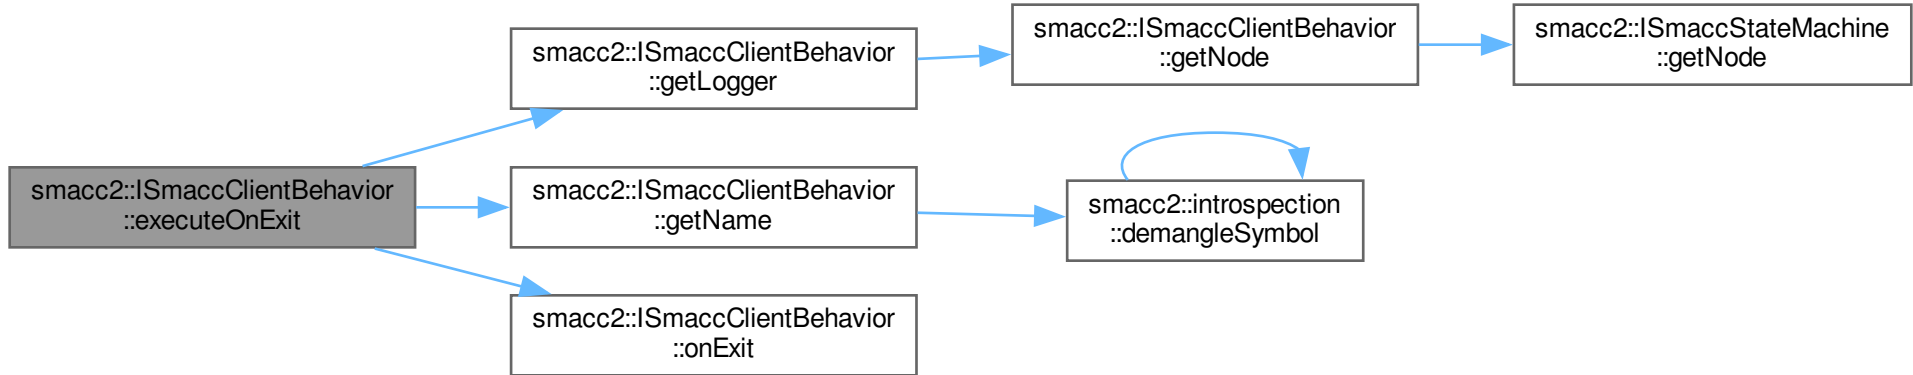 smacc2::ISmaccClientBehavior
::executeOnExit
smacc2::ISmaccClientBehavior
::getLogger
smacc2::ISmaccClientBehavior
::getNode
smacc2::ISmaccStateMachine
::getNode
smacc2::ISmaccClientBehavior
::getName
smacc2::introspection
::demangleSymbol
smacc2::ISmaccClientBehavior
::onExit